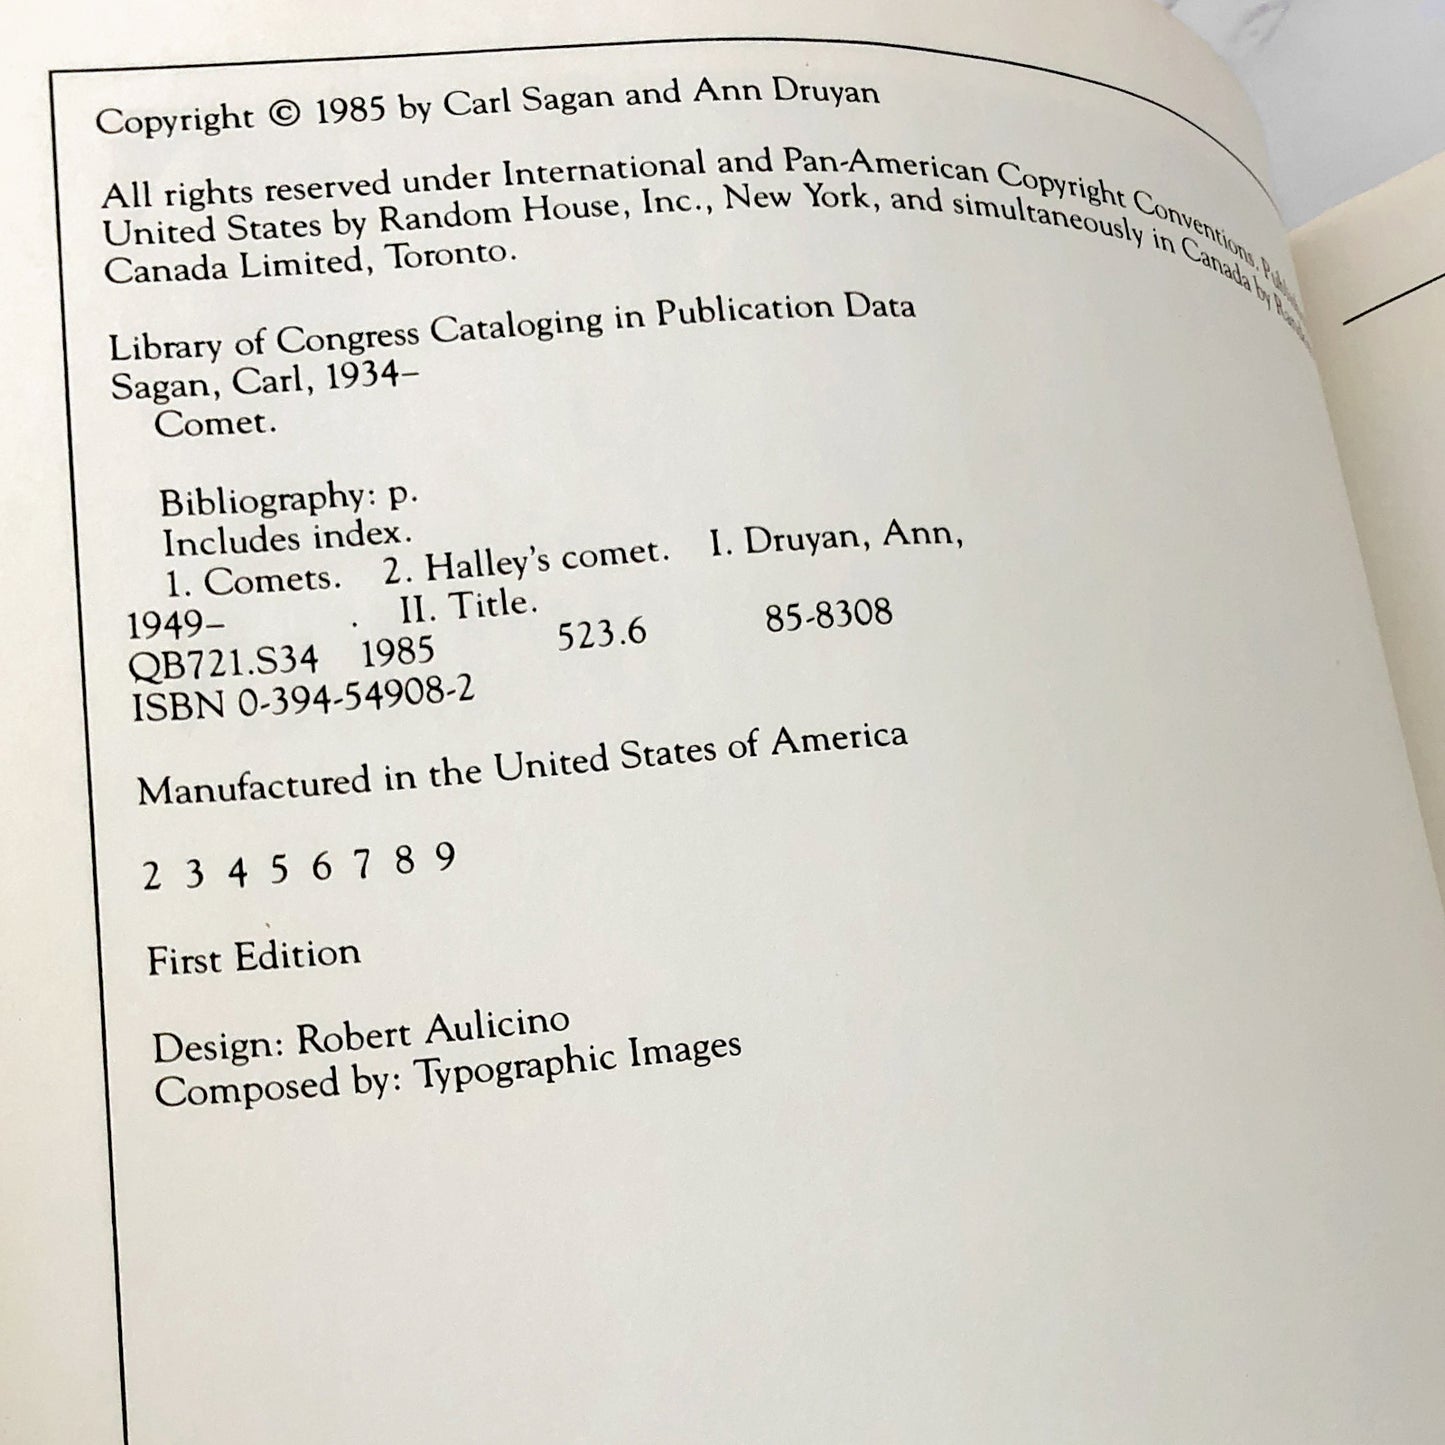 Copyright © 1985 by Carl Sagan and Ann Druyan
All rights reserved under International and Pan-American Copyright Conventions.
United States by Random House, Inc., New York, and simultaneously in Canada by
Canada Limited, Toronto.
Library of Congress Cataloging in Publication Data
Sagan, Carl, 1934–
Comet.
Bibliography: p.
Includes index.
1. Comets. 2. Halley's comet. I. Druyan, Ann,
1949– . II. Title.
QB721.S34 1985 523.6 85-8308
ISBN 0-394-54908-2
Manufactured in the United States of America
2 3 4 5 6 7 8 9
First Edition
Design: Robert Aulicino
Composed by: Typographic Images